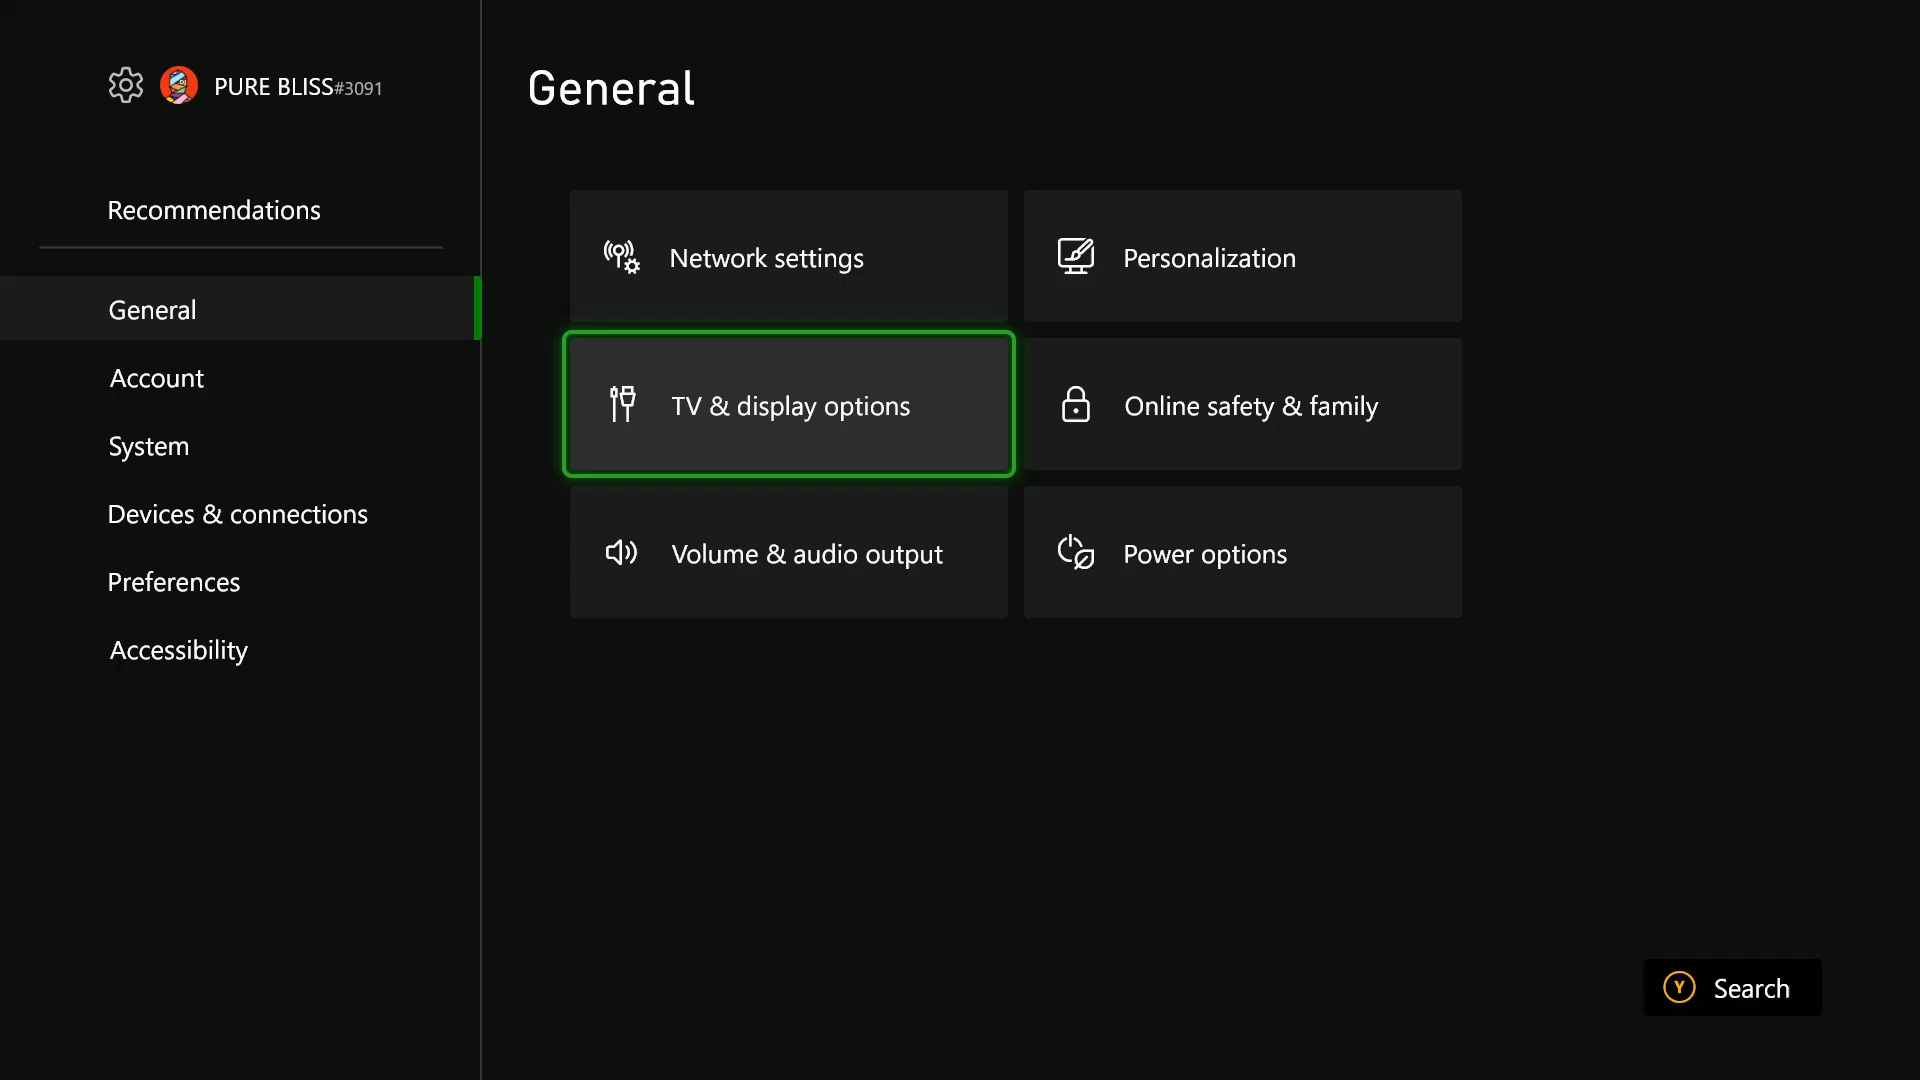 PURE BLISS#3091
Recommendations
General
Account
System
Devices & connections
Preferences
Accessibility
General
Network settings
Personalization
TV & display options
Online safety & family
Volume & audio output
Power options
Y Search